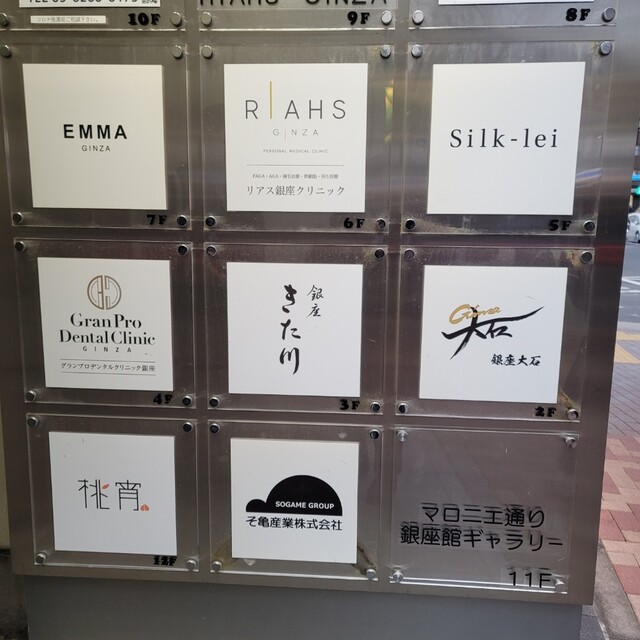 10F
9F
8F
EMMA
GINZA
7F
RIAHS
GINZA
PERSONAL MEDICAL CLINIC
リアス銀座クリニック
6F
Silk-lei
5F
GranPro
Dental Clinic
GINZA
グランプロデンタルクリニック銀座
4F
銀座
きた川
3F
Ginza
大石
銀座大石
2F
桃宵
12F
SOGAME GROUP
そ亀産業株式会社
マロニエ通り
銀座館ギャラリー
11F